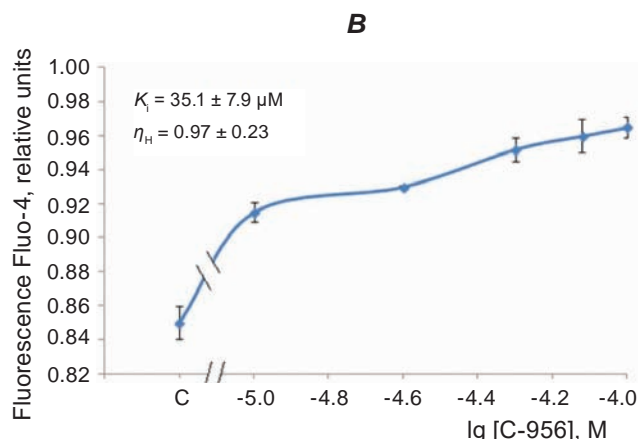 B
1.00
0.98
0.96
0.94
0.92
0.90
0.88
0.86
0.84
0.82
Fluorescence Fluo-4, relative units
Ki = 35.1 ± 7.9 µM
ηH = 0.97 ± 0.23
C -5.0 -4.8 -4.6 -4.4 -4.2 -4.0
lg [C-956], M